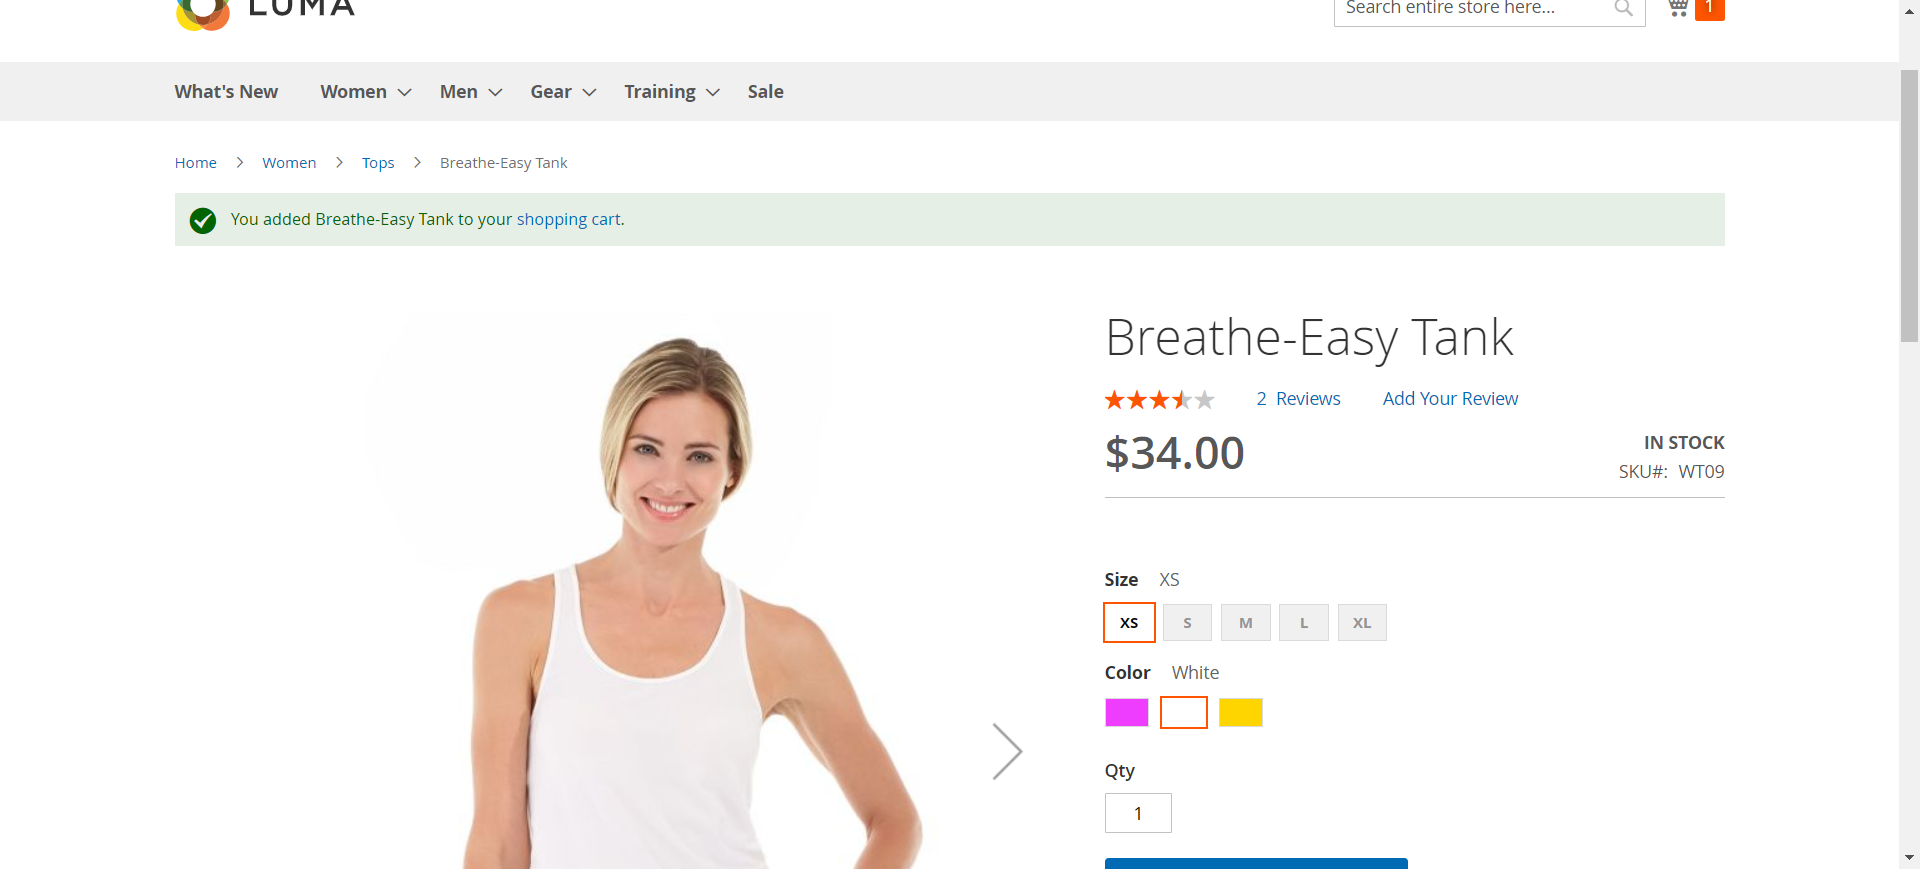 LUMA
Search entire store here...
1
What's New Women Men Gear Training Sale
Home Women Tops Breathe-Easy Tank
You added Breathe-Easy Tank to your shopping cart.
Breathe-Easy Tank
2 Reviews Add Your Review
$34.00
IN STOCK
SKU#: WT09
Size XS
XS S M L XL
Color White
Qty
1